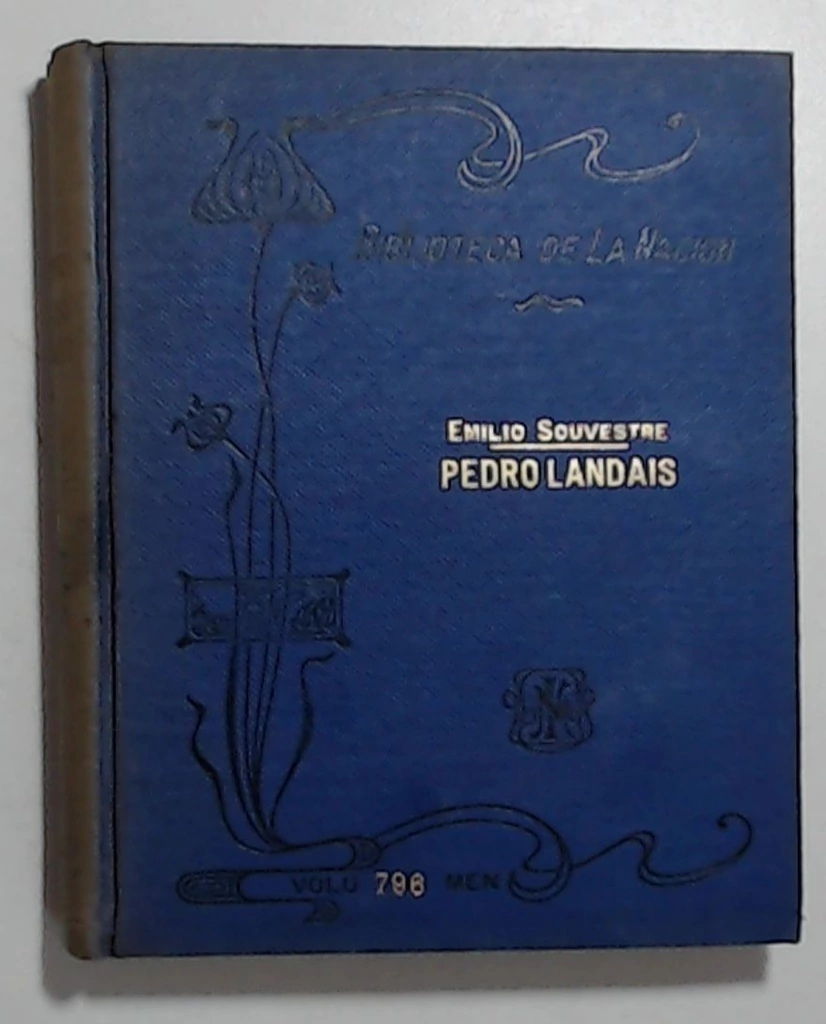 BIBLIOTECA DE LA NACION
EMILIO SOUVESTRE
PEDRO LANDAIS
VOLU 796 MEN